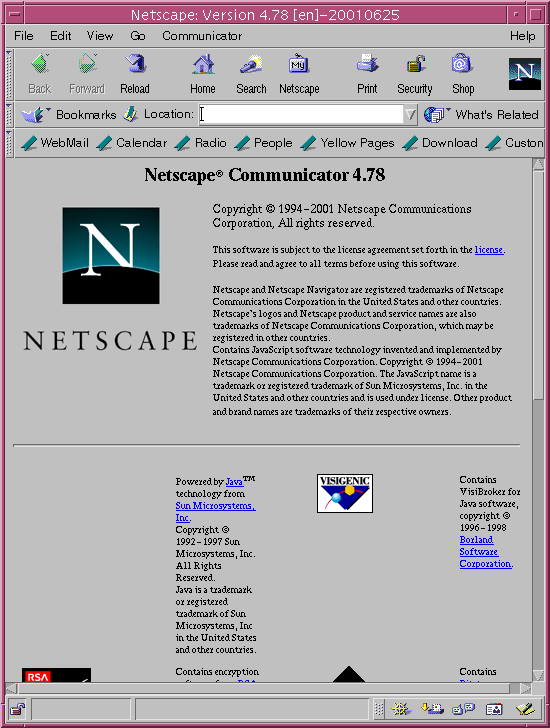 Netscape: Version 4.78 [en]-20010625
File Edit View Go Communicator Help
Back Forward Reload Home Search Netscape Print Security Shop N
My
Bookmarks Location: What's Related
WebMail Calendar Radio People Yellow Pages Download Custon
Netscape® Communicator 4.78
N
NETSCAPE
Copyright © 1994-2001 Netscape Communications
Corporation, All rights reserved.
This software is subject to the license agreement set forth in the license.
Please read and agree to all terms before using this software.
Netscape and Netscape Navigator are registered trademarks of Netscape
Communications Corporation in the United States and other countries.
Netscape's logos and Netscape product and service names are also
trademarks of Netscape Communications Corporation, which may be
registered in other countries.
Contains JavaScript software technology invented and implemented by
Netscape Communications Corporation. Copyright © 1994-2001
Netscape Communications Corporation. The JavaScript name is a
trademark or registered trademark of Sun Microsystems, Inc. in the
United States and other countries and is used under license. Other product
and brand names are trademarks of their respective owners.
Powered by Java™
technology from
Sun Microsystems,
Inc.
Copyright ©
1992-1997 Sun
Microsystems, Inc.
All Rights
Reserved.
Java is a trademark
or registered
trademark of Sun
Microsystems, Inc
in the United States
and other countries.
VISIGENIC
Contains
VisiBroker for
Java software,
copyright ©
1996-1998
Borland
Software
Corporation.
RSA
Contains encryption
Contains